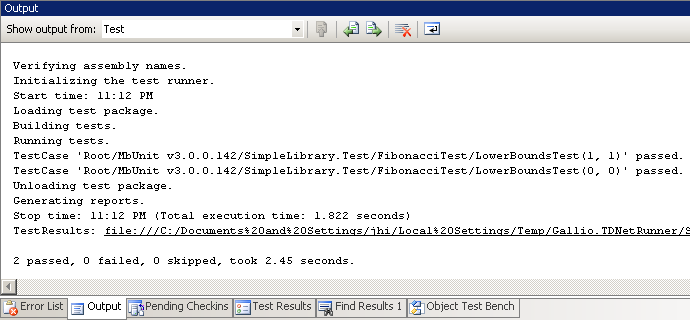 Output
Show output from: Test
Verifying assembly names.
Initializing the test runner.
Start time: 11:12 PM
Loading test package.
Building tests.
Running tests.
TestCase 'Root/MbUnit v3.0.0.142/SimpleLibrary.Test/FibonacciTest/LowerBoundsTest(1, 1)' passed.
TestCase 'Root/MbUnit v3.0.0.142/SimpleLibrary.Test/FibonacciTest/LowerBoundsTest(0, 0)' passed.
Unloading test package.
Generating reports.
Stop time: 11:12 PM (Total execution time: 1.822 seconds)
TestResults: file:///C:/Documents%20and%20Settings/jhi/Local%20Settings/Temp/Gallio.TDNetRunner/S
2 passed, 0 failed, 0 skipped, took 2.45 seconds.
Error List Output Pending Checkins Test Results Find Results 1 Object Test Bench